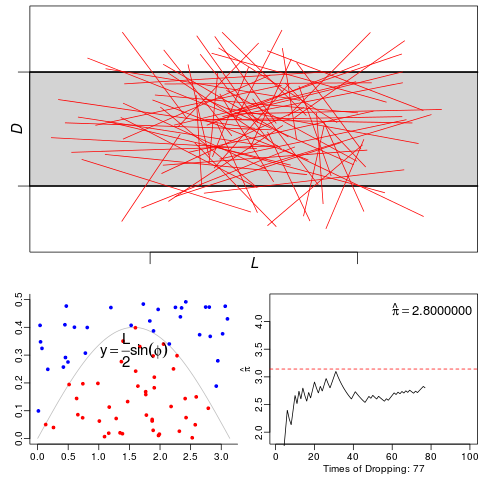 D
L
0.0 0.1 0.2 0.3 0.4 0.5
y = L/2 sin(ϕ)
0.0 0.5 1.0 1.5 2.0 2.5 3.0
π̂ = 2.8000000
π̂
2.0 2.5 3.0 3.5 4.0
0 20 40 60 80 100
Times of Dropping: 77